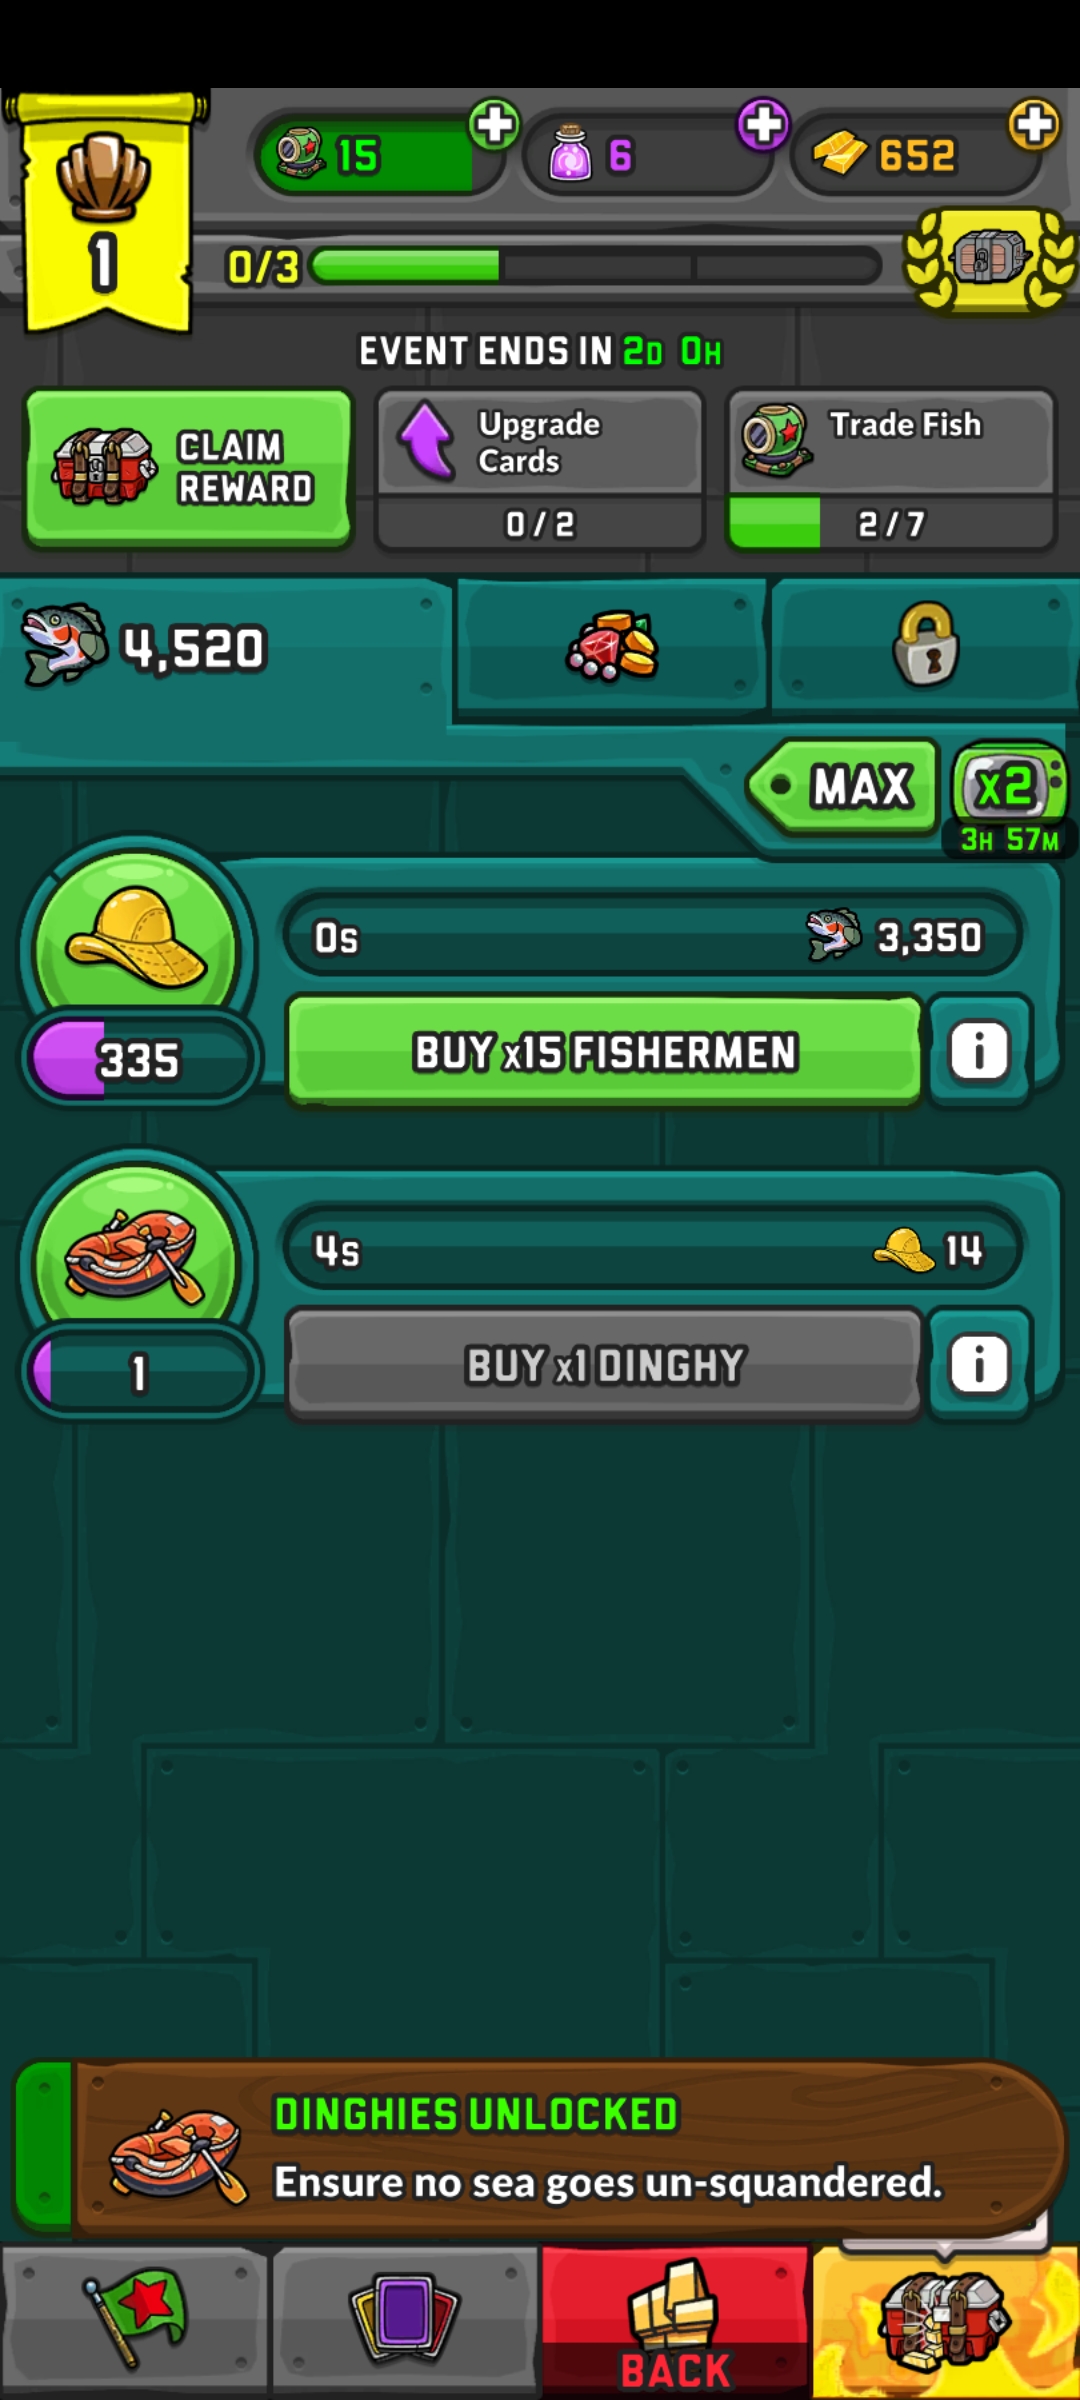 15
6
652
1
0/3
EVENT ENDS IN 2D 0H
CLAIM
REWARD
Upgrade
Cards
0/2
Trade Fish
2/7
4,520
MAX
x2
3H 57M
0s
3,350
335
BUY x15 FISHERMEN
i
4s
14
1
BUY x1 DINGHY
i
DINGHIES UNLOCKED
Ensure no sea goes un-squandered.
BACK